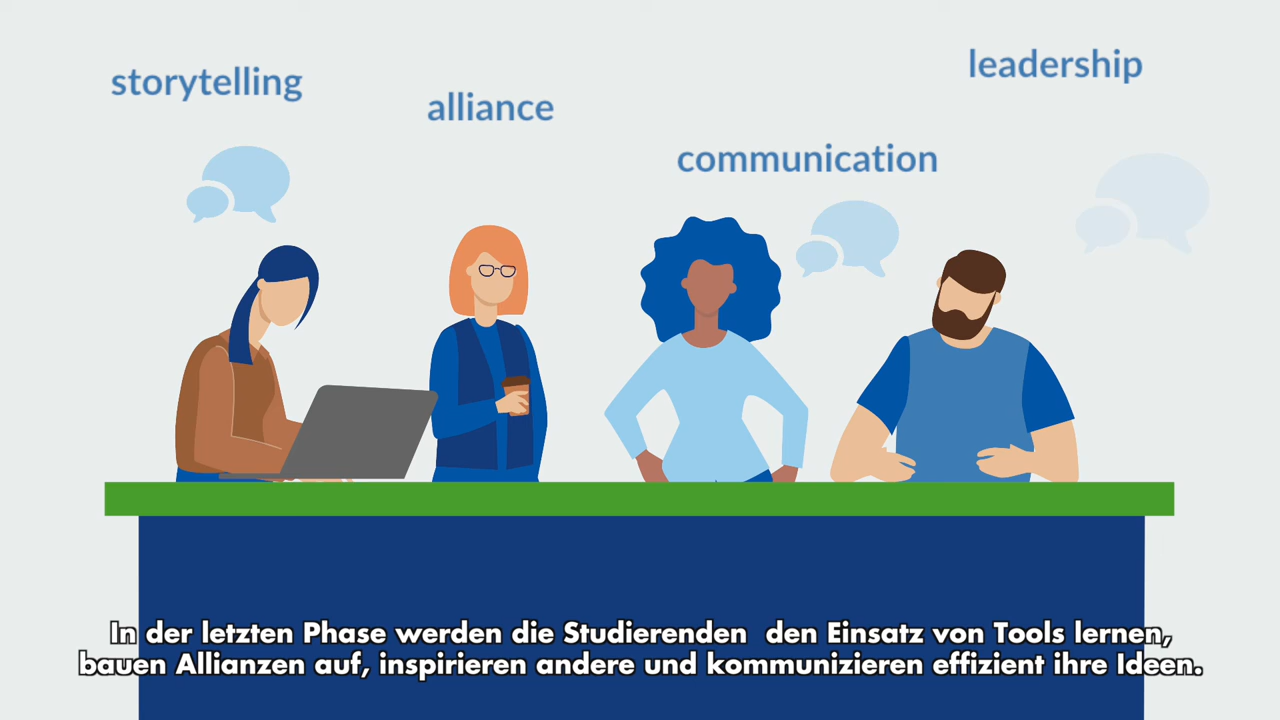 storytelling
alliance
communication
leadership
In der letzten Phase werden die Studierenden  den Einsatz von Tools lernen,
bauen Allianzen auf, inspirieren andere und kommunizieren effizient ihre Ideen.